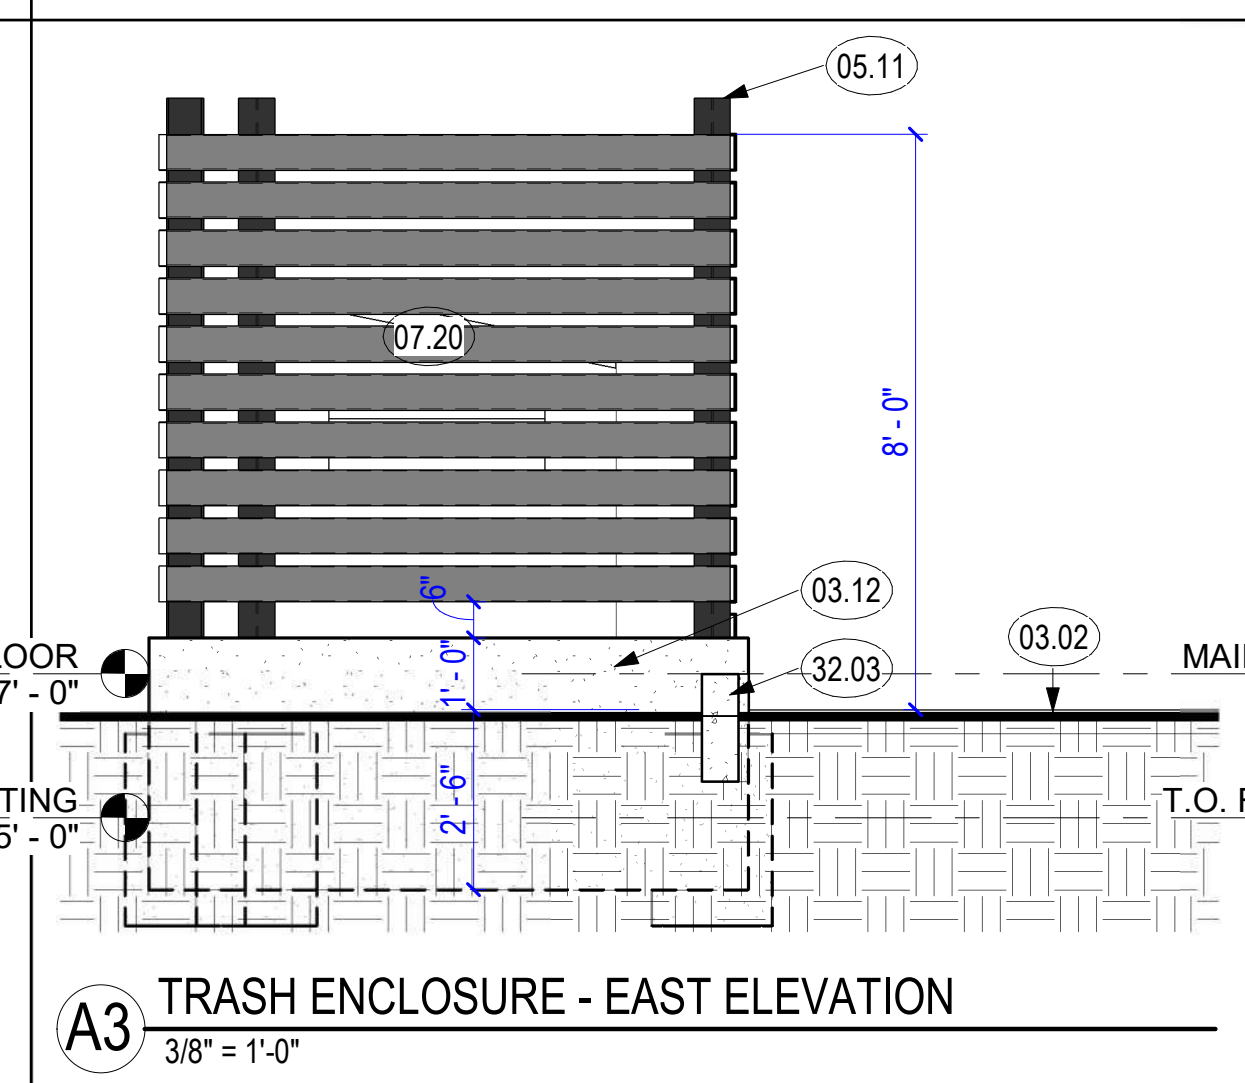 05.11
07.20
8' - 0"
6"
03.12
03.02
LOOR
7' - 0"
1' - 0"
32.03
MAI
2' - 6"
TING
5' - 0"
T.O. F
A3
TRASH ENCLOSURE - EAST ELEVATION
3/8" = 1'-0"